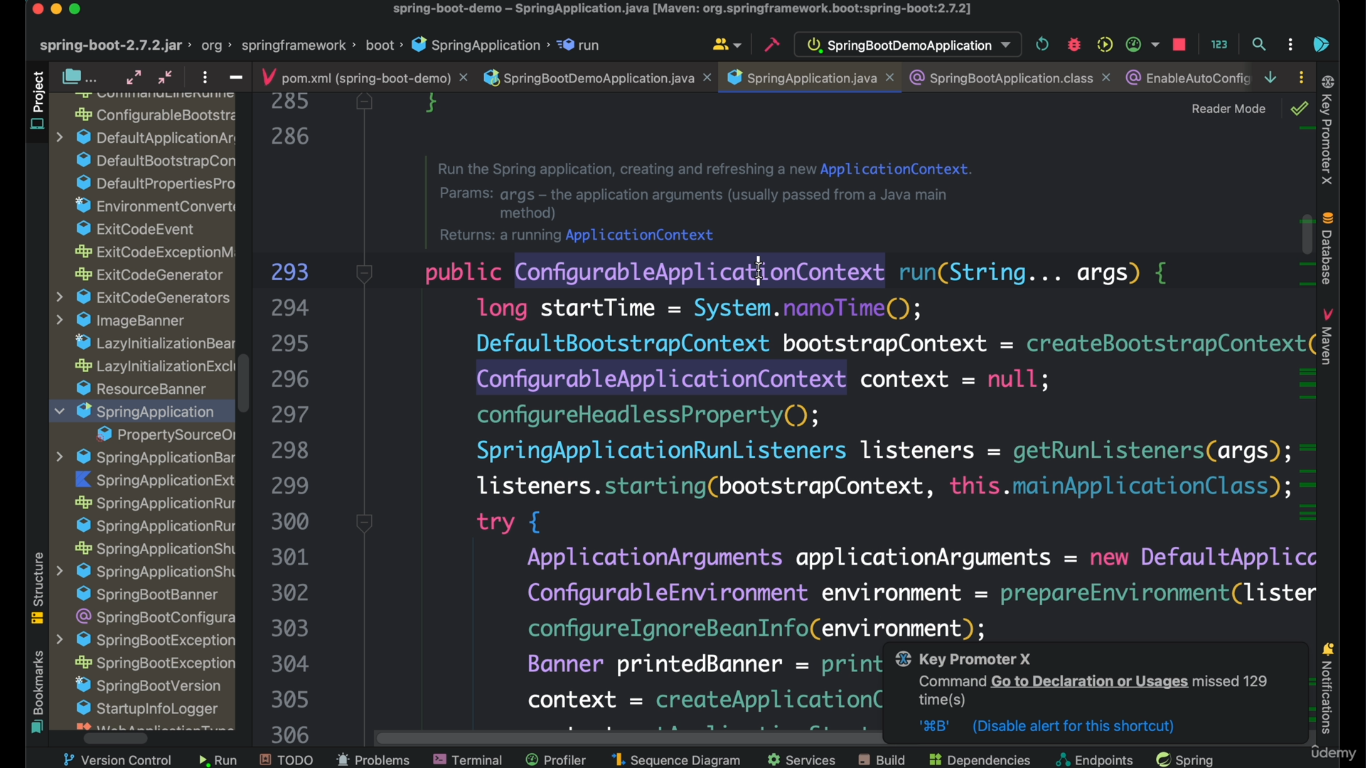 spring-boot-demo – SpringApplication.java [Maven: org.springframework.boot:spring-boot:2.7.2]
spring-boot-2.7.2.jar › org › springframework › boot › SpringApplication › run
SpringBootDemoApplication
123
Project
...
pom.xml (spring-boot-demo)
SpringBootDemoApplication.java
SpringApplication.java
SpringBootApplication.class
EnableAutoConfig
CommandLineRunne
ConfigurableBootstra
DefaultApplicationAr
DefaultBootstrapCon
DefaultPropertiesPro
EnvironmentConverte
ExitCodeEvent
ExitCodeExceptionM
ExitCodeGenerator
ExitCodeGenerators
ImageBanner
LazyInitializationBear
LazyInitializationExclu
ResourceBanner
SpringApplication
PropertySourceOr
SpringApplicationBar
SpringApplicationExt
SpringApplicationRur
SpringApplicationRur
SpringApplicationShu
SpringApplicationShu
SpringBootBanner
SpringBootConfigura
SpringBootException
SpringBootException
SpringBootVersion
StartupInfoLogger
WebApplicationType
Structure
Bookmarks
Reader Mode
285 }
286
Run the Spring application, creating and refreshing a new ApplicationContext.
Params: args – the application arguments (usually passed from a Java main
method)
Returns: a running ApplicationContext
293 public ConfigurableApplicationContext run(String... args) {
294 long startTime = System.nanoTime();
295 DefaultBootstrapContext bootstrapContext = createBootstrapContext(
296 ConfigurableApplicationContext context = null;
297 configureHeadlessProperty();
298 SpringApplicationRunListeners listeners = getRunListeners(args);
299 listeners.starting(bootstrapContext, this.mainApplicationClass);
300 try {
301 ApplicationArguments applicationArguments = new DefaultApplica
302 ConfigurableEnvironment environment = prepareEnvironment(listen
303 configureIgnoreBeanInfo(environment);
304 Banner printedBanner = print
305 context = createApplicationC
306
Key Promoter X
Command Go to Declaration or Usages missed 129
time(s)
'⌘B' (Disable alert for this shortcut)
Key Promoter X
Database
Maven
Notifications
Version Control
Run
TODO
Problems
Terminal
Profiler
Sequence Diagram
Services
Build
Dependencies
Endpoints
Spring
ûdemy